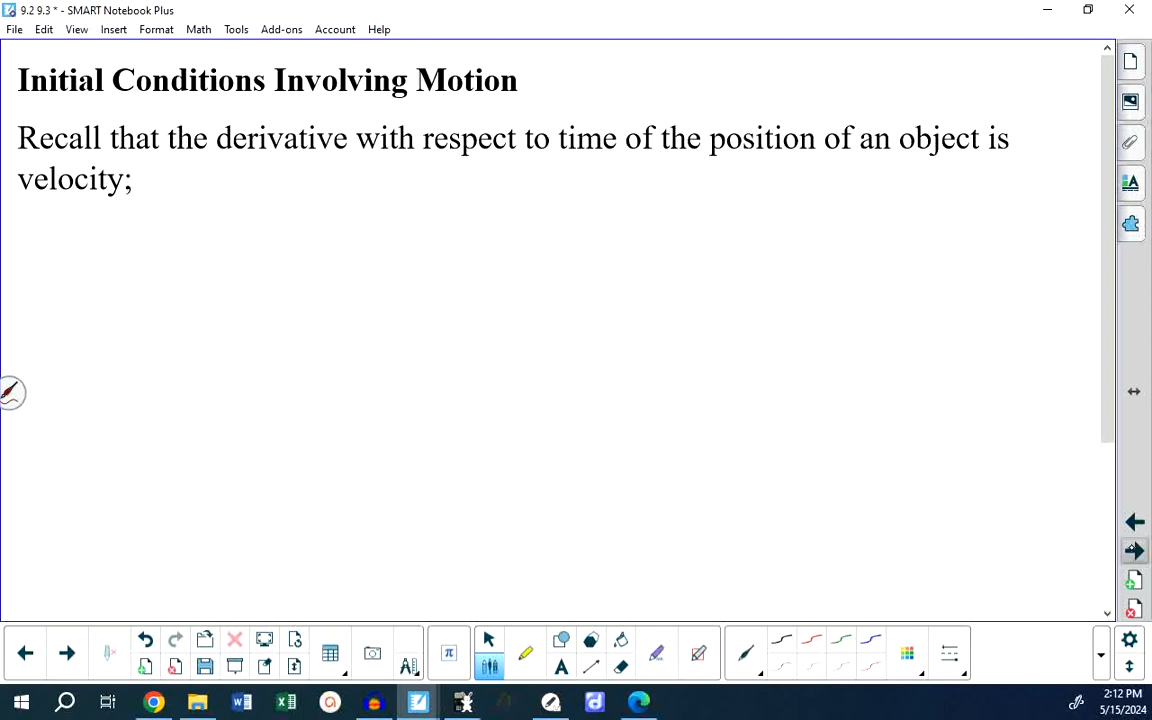 9.2 9.3 * - SMART Notebook Plus
File Edit View Insert Format Math Tools Add-ons Account Help
Initial Conditions Involving Motion
Recall that the derivative with respect to time of the position of an object is
velocity;
2:12 PM
5/15/2024